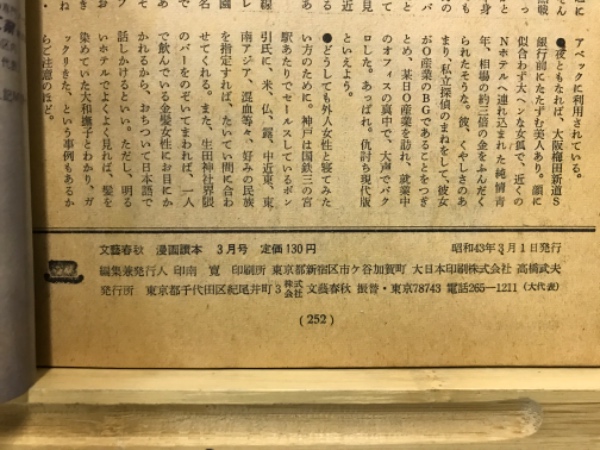 アベックに利用されている。
●夜ともなれば、大阪梅田新道S
銀行前にたたずむ美人あり。顔に
似合わず大ヘンな女狐で、近くの
Nホテルへ連れ込まれた純情青
年、相場の約三倍の金をふんだく
られたそうな。彼、くやしさのあ
まり、私立探偵のまねをして、彼女
がO産業のBGであることをつき
とめ、某日O産業を訪れ、就業中
のオフィスの真中で、大声でバク
ロした。あっぱれ。仇討ち現代版
といえよう。
●どうしても外人女性と寝てみた
い方のために。神戸は国鉄三の宮
駅あたりでセールスしているポン
引氏に、米、仏、露、中近東、東
南アジア、混血等々、好みの民族
を指定すれば、たいてい間に合わ
せてくれる。また、生田神社界隈
のバーをのぞいてまわれば、一人
で飲んでいる金髪女性にお目にか
かれるから、おちついて日本語で
話しかけるといい。ただし、明る
いホテルでよくよく見れば、髪を
染めていた大和撫子とわかり、ガ
ックリきた、という事例もあるか
らご注意のほど。
文藝春秋 漫画讀本 3月号 定価130円 昭和43年3月1日発行
編集兼発行人 印南 寛 印刷所 東京都新宿区市ケ谷加賀町 大日本印刷株式会社 高橋武夫
発行所 東京都千代田区紀尾井町3 株式会社 文藝春秋 振替・東京78743 電話265—1211（大代表）
(252)